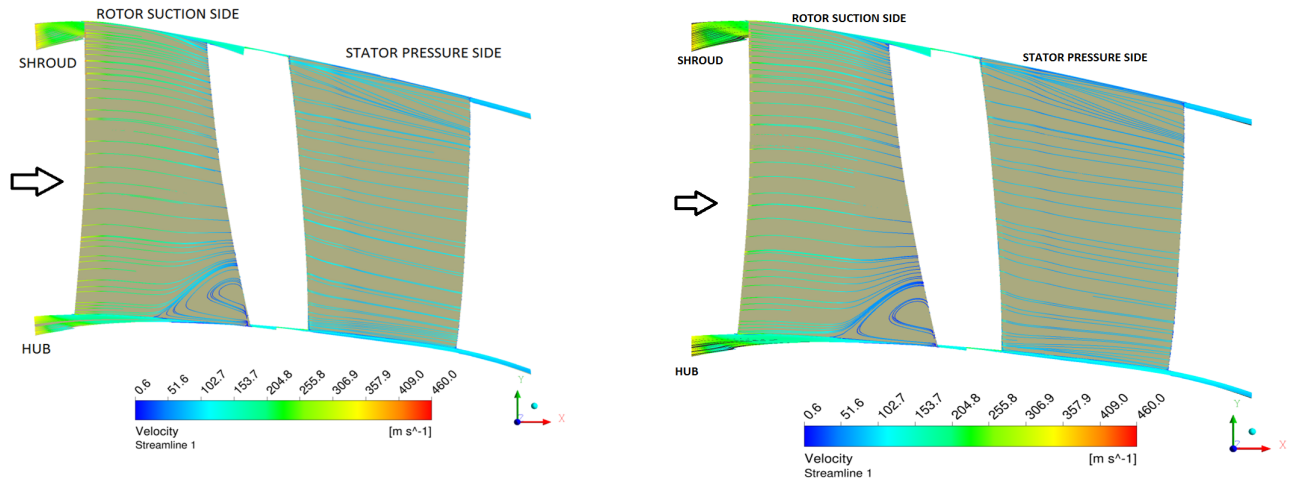 ROTOR SUCTION SIDE
STATOR PRESSURE SIDE
SHROUD
HUB
0.6 51.6 102.7 153.7 204.8 255.8 306.9 357.9 409.0 460.0
Velocity [m s^-1]
Streamline 1
Y
X
Z
ROTOR SUCTION SIDE
STATOR PRESSURE SIDE
SHROUD
HUB
0.6 51.6 102.7 153.7 204.8 255.8 306.9 357.9 409.0 460.0
Velocity [m s^-1]
Streamline 1
Y
X
Z